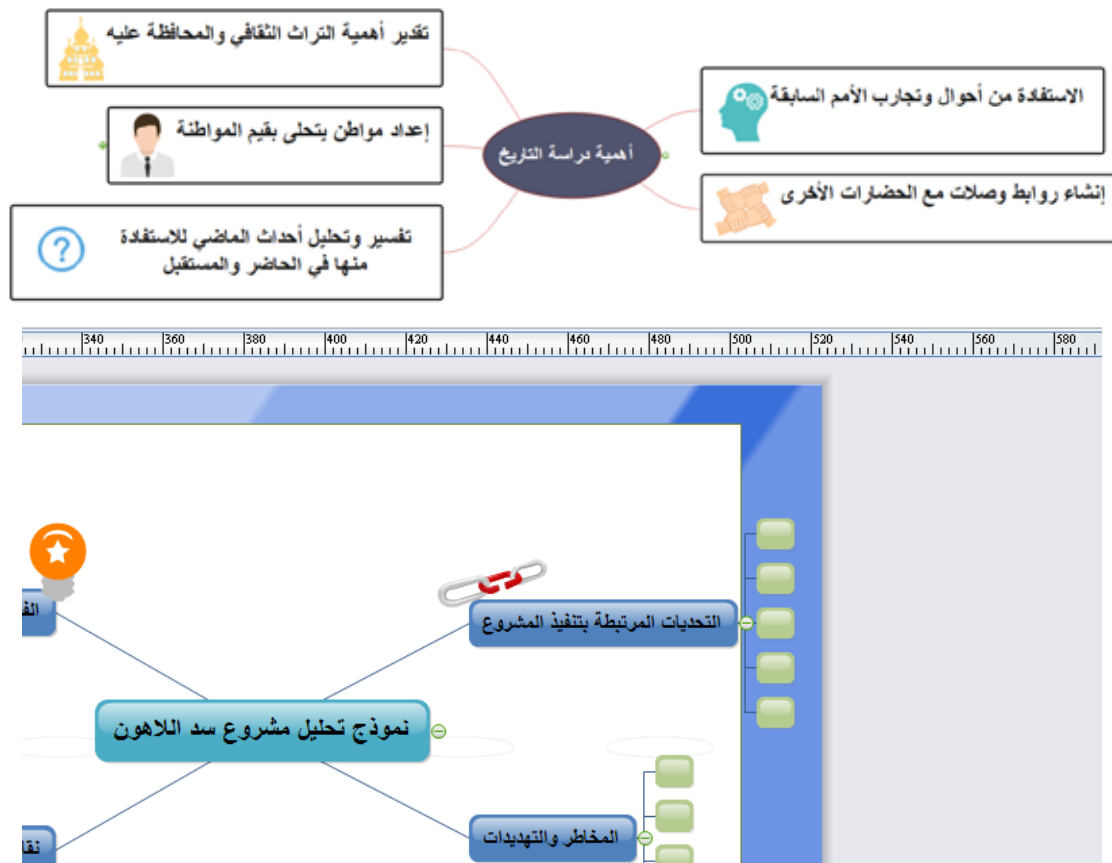 تقدير أهمية التراث الثقافي والمحافظة عليه
الاستفادة من أحوال وتجارب الأمم السابقة
إعداد مواطن يتحلى بقيم المواطنة
أهمية دراسة التاريخ
إنشاء روابط وصلات مع الحضارات الأخرى
تفسير وتحليل أحداث الماضي للاستفادة
منها في الحاضر والمستقبل
340 360 380 400 420 440 460 480 500 520 540 560 580
التحديات المرتبطة بتنفيذ المشروع
نموذج تحليل مشروع سد اللاهون
المخاطر والتهديدات